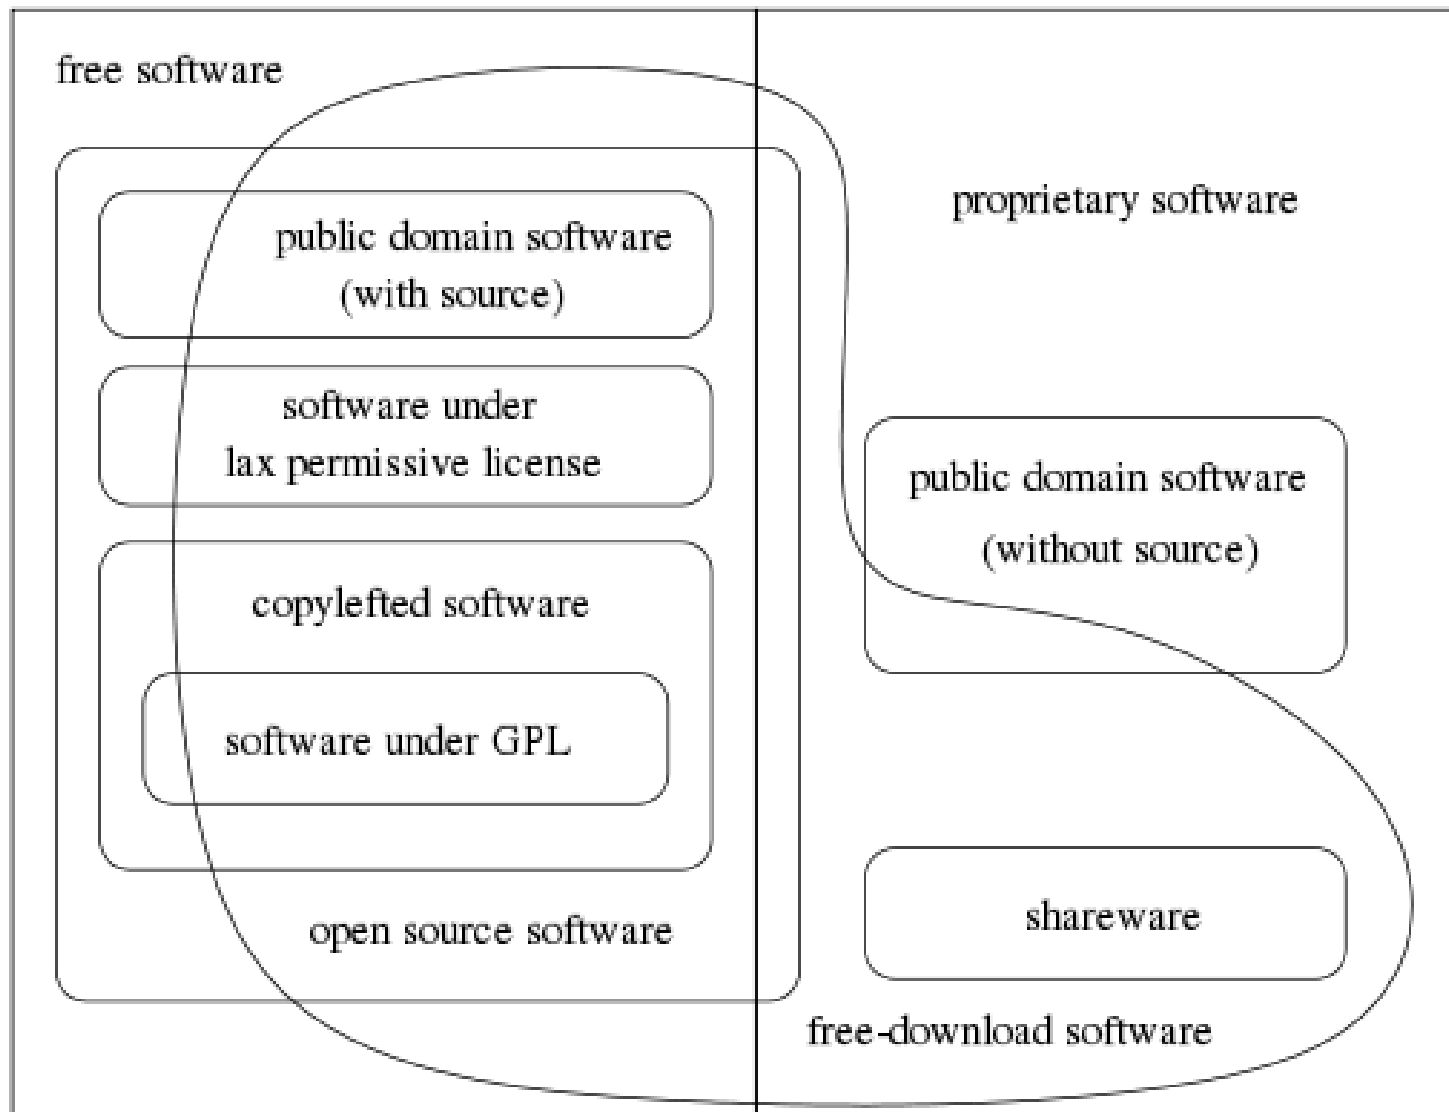 free software
proprietary software
public domain software
(with source)
software under
lax permissive license
public domain software
(without source)
copylefted software
software under GPL
shareware
open source software
free-download software